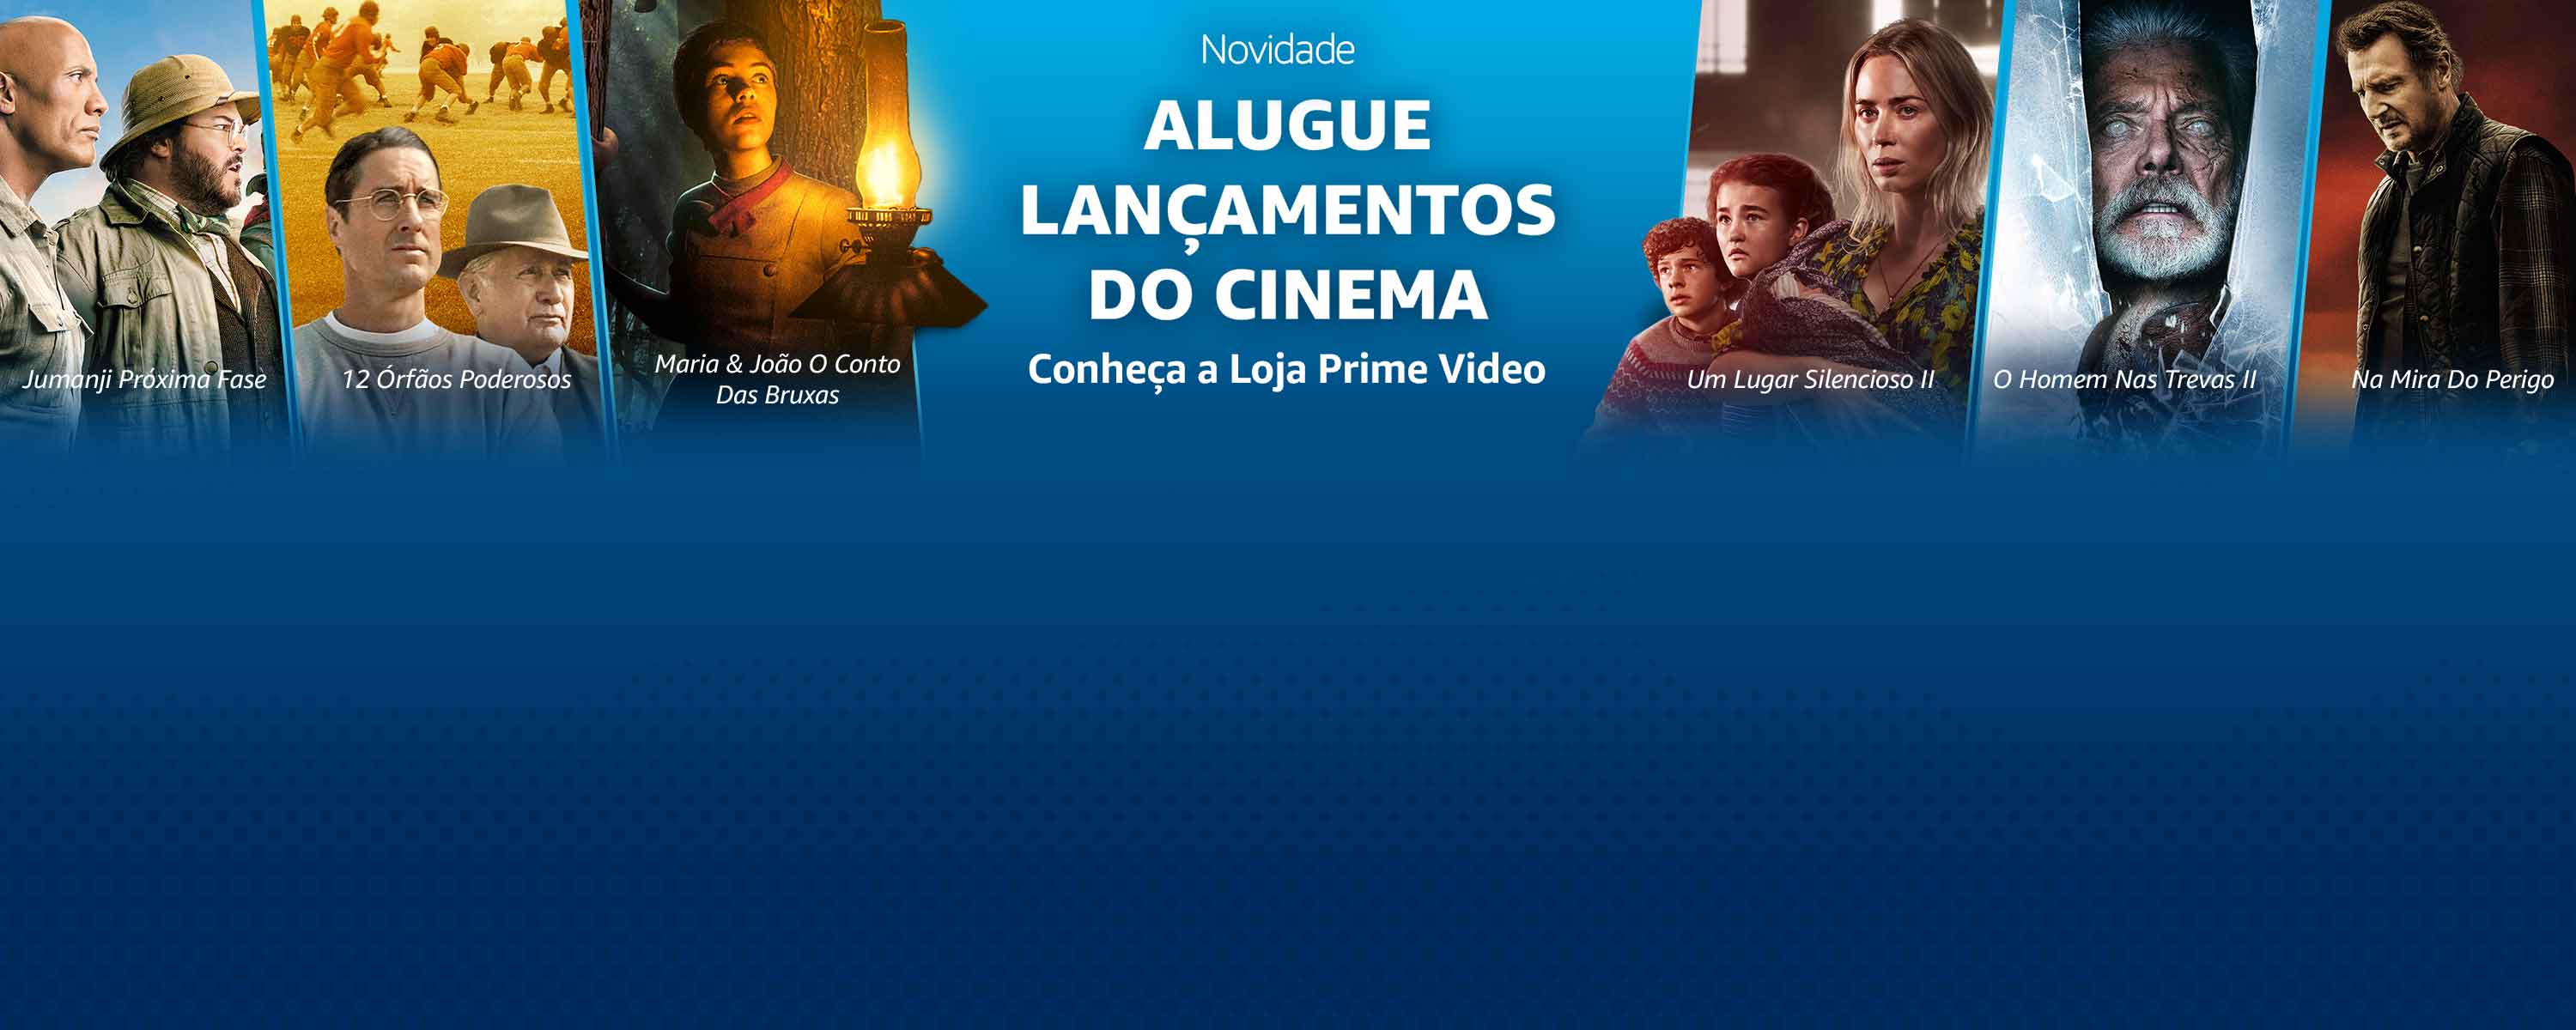 Novidade
ALUGUE
LANÇAMENTOS
DO CINEMA
Conheça a Loja Prime Video
Jumanji Próxima Fase
12 Órfãos Poderosos
Maria & João O Conto
Das Bruxas
Um Lugar Silencioso II
O Homem Nas Trevas II
Na Mira Do Perigo